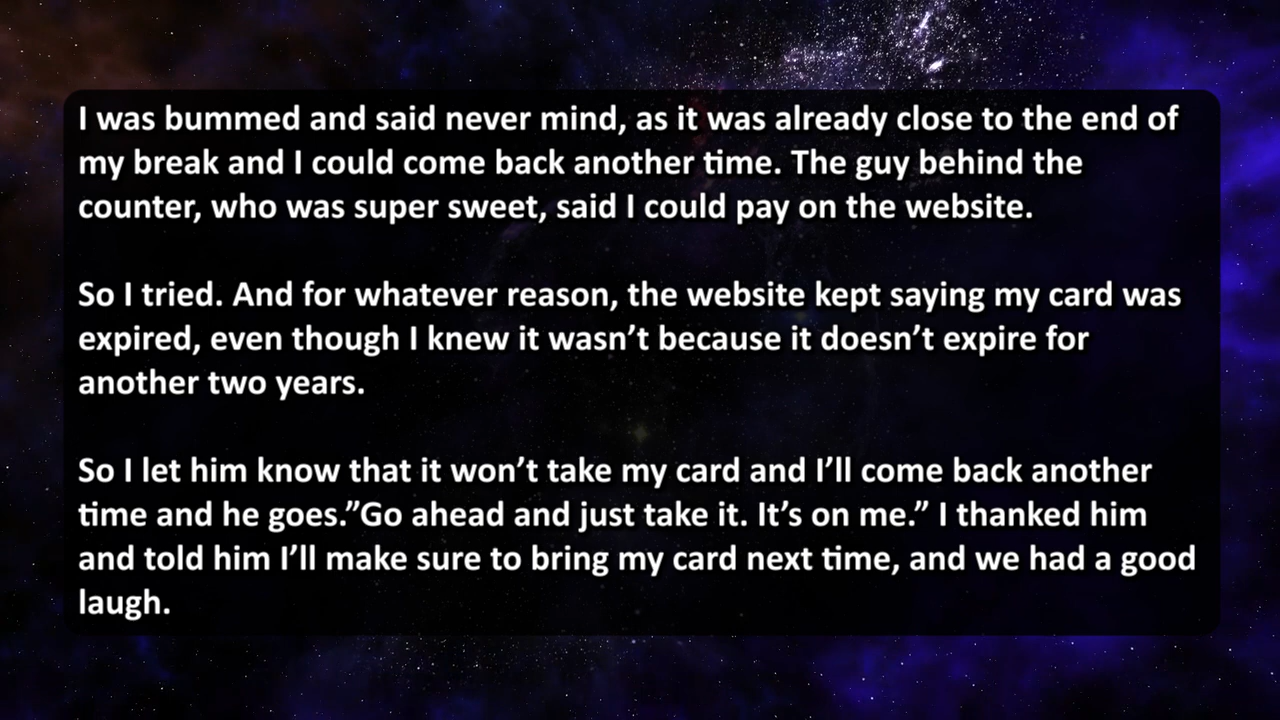 I was bummed and said never mind, as it was already close to the end of
my break and I could come back another time. The guy behind the
counter, who was super sweet, said I could pay on the website.
So I tried. And for whatever reason, the website kept saying my card was
expired, even though I knew it wasn’t because it doesn’t expire for
another two years.
So I let him know that it won’t take my card and I’ll come back another
time and he goes.”Go ahead and just take it. It’s on me.” I thanked him
and told him I’ll make sure to bring my card next time, and we had a good
laugh.